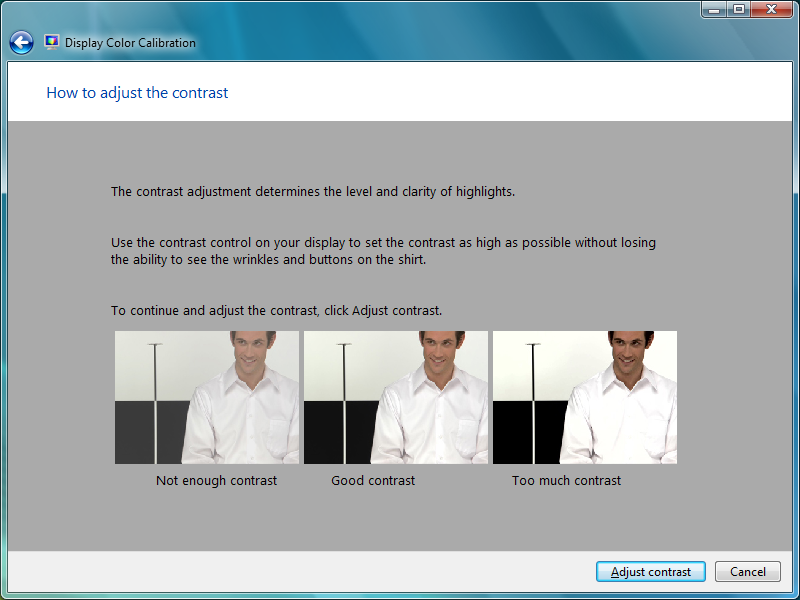 Display Color Calibration
How to adjust the contrast
The contrast adjustment determines the level and clarity of highlights.
Use the contrast control on your display to set the contrast as high as possible without losing
the ability to see the wrinkles and buttons on the shirt.
To continue and adjust the contrast, click Adjust contrast.
Not enough contrast
Good contrast
Too much contrast
Adjust contrast
Cancel